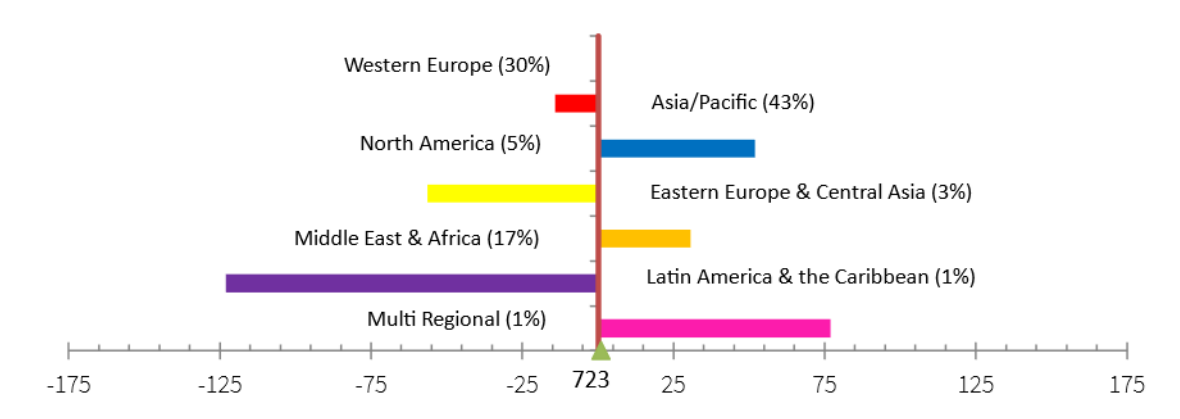 Western Europe (30%)
Asia/Pacific (43%)
North America (5%)
Eastern Europe & Central Asia (3%)
Middle East & Africa (17%)
Latin America & the Caribbean (1%)
Multi Regional (1%)
-175 -125 -75 -25 723 25 75 125 175